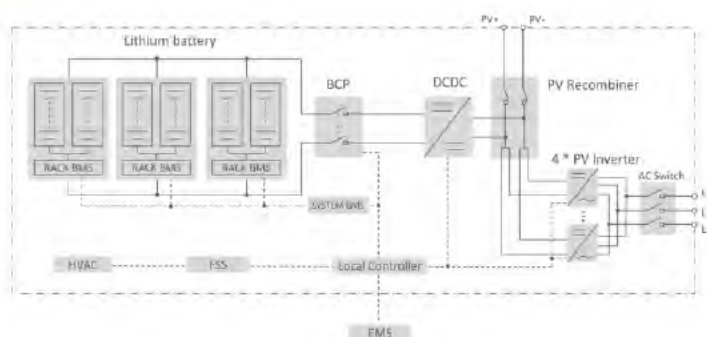 PV+ PV-
Lithium battery
BCP
DCDC
PV Recombiner
RACK BMS
RACK BMS
RACK BMS
4 * PV Inverter
AC Switch
SYSTEM BMS
L
L
L
HVAC
FSS
Local Controller
EMS